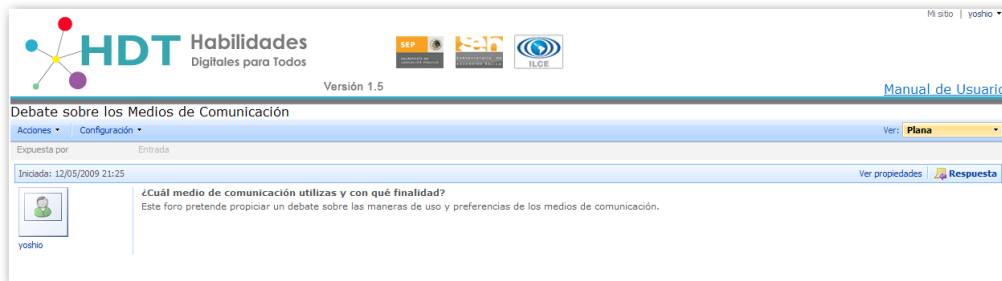 Mi sitio | yoshio
HDT Habilidades
Digitales para Todos
SEP
sen
ILCE
Versión 1.5
Manual de Usuario
Debate sobre los Medios de Comunicación
Acciones Configuración Ver: Plana
Expuesta por Entrada
Iniciada: 12/05/2009 21:25 Ver propiedades Respuesta
¿Cuál medio de comunicación utilizas y con qué finalidad?
Este foro pretende propiciar un debate sobre las maneras de uso y preferencias de los medios de comunicación.
yoshio